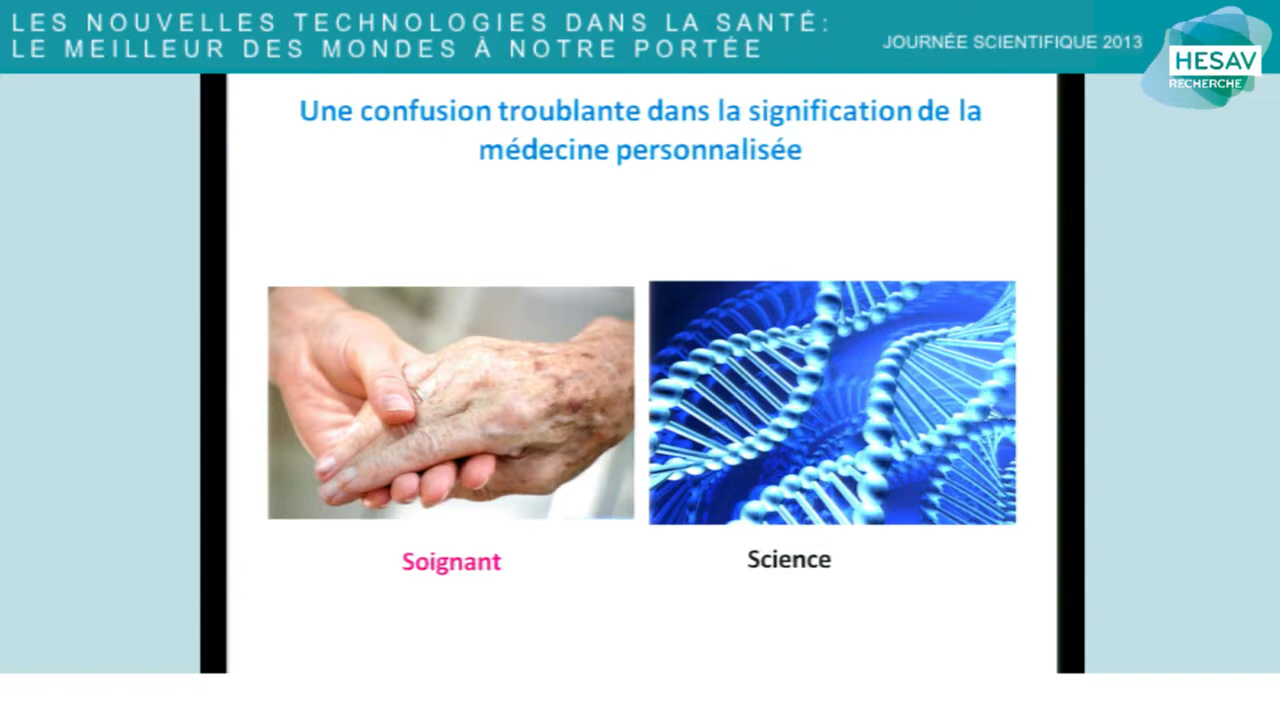 LES NOUVELLES TECHNOLOGIES DANS LA SANTÉ:
LE MEILLEUR DES MONDES À NOTRE PORTÉE
JOURNÉE SCIENTIFIQUE 2013
HESAV
RECHERCHE
Une confusion troublante dans la signification de la
médecine personnalisée
Soignant
Science